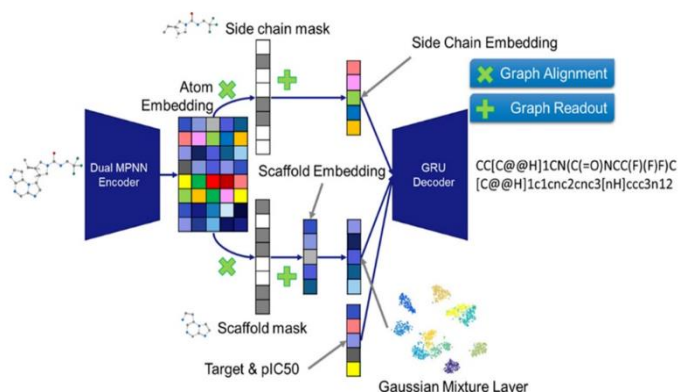 Side chain mask
Side Chain Embedding
Graph Alignment
Graph Readout
Atom
Embedding
Dual MPNN
Encoder
Scaffold Embedding
GRU
Decoder
CC[C@@H]1CN(C(=O)NCC(F)(F)F)C
[C@@H]1c1cnc2cnc3[nH]ccc3n12
Scaffold mask
Target & pIC50
Gaussian Mixture Layer